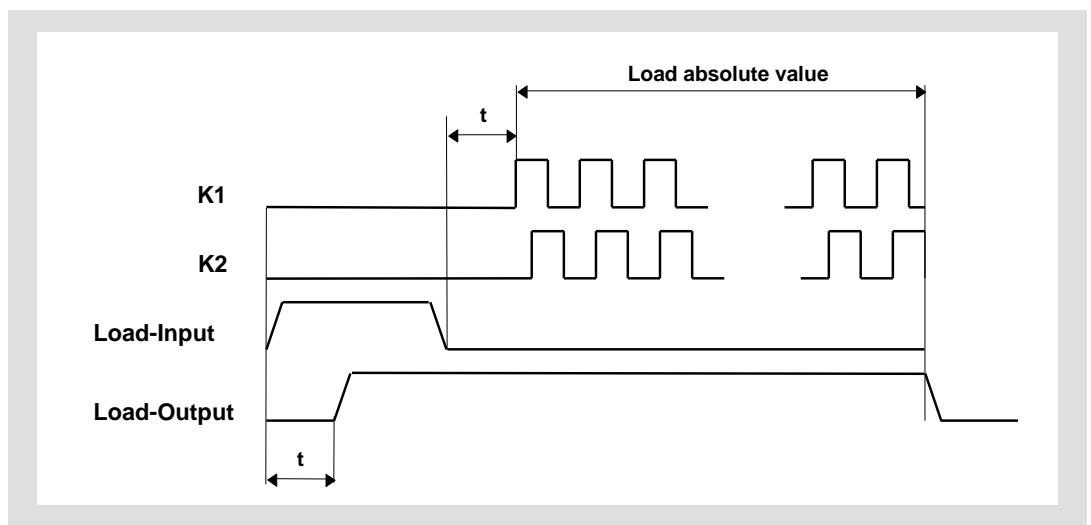 Load absolute value
t
K1
K2
Load-Input
Load-Output
t